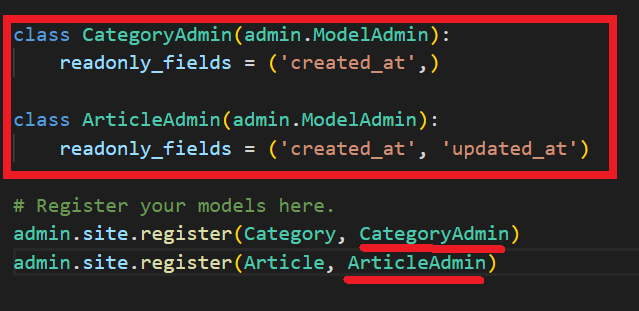 class CategoryAdmin(admin.ModelAdmin):
    readonly_fields = ('created_at',)
class ArticleAdmin(admin.ModelAdmin):
    readonly_fields = ('created_at', 'updated_at')
# Register your models here.
admin.site.register(Category, CategoryAdmin)
admin.site.register(Article, ArticleAdmin)